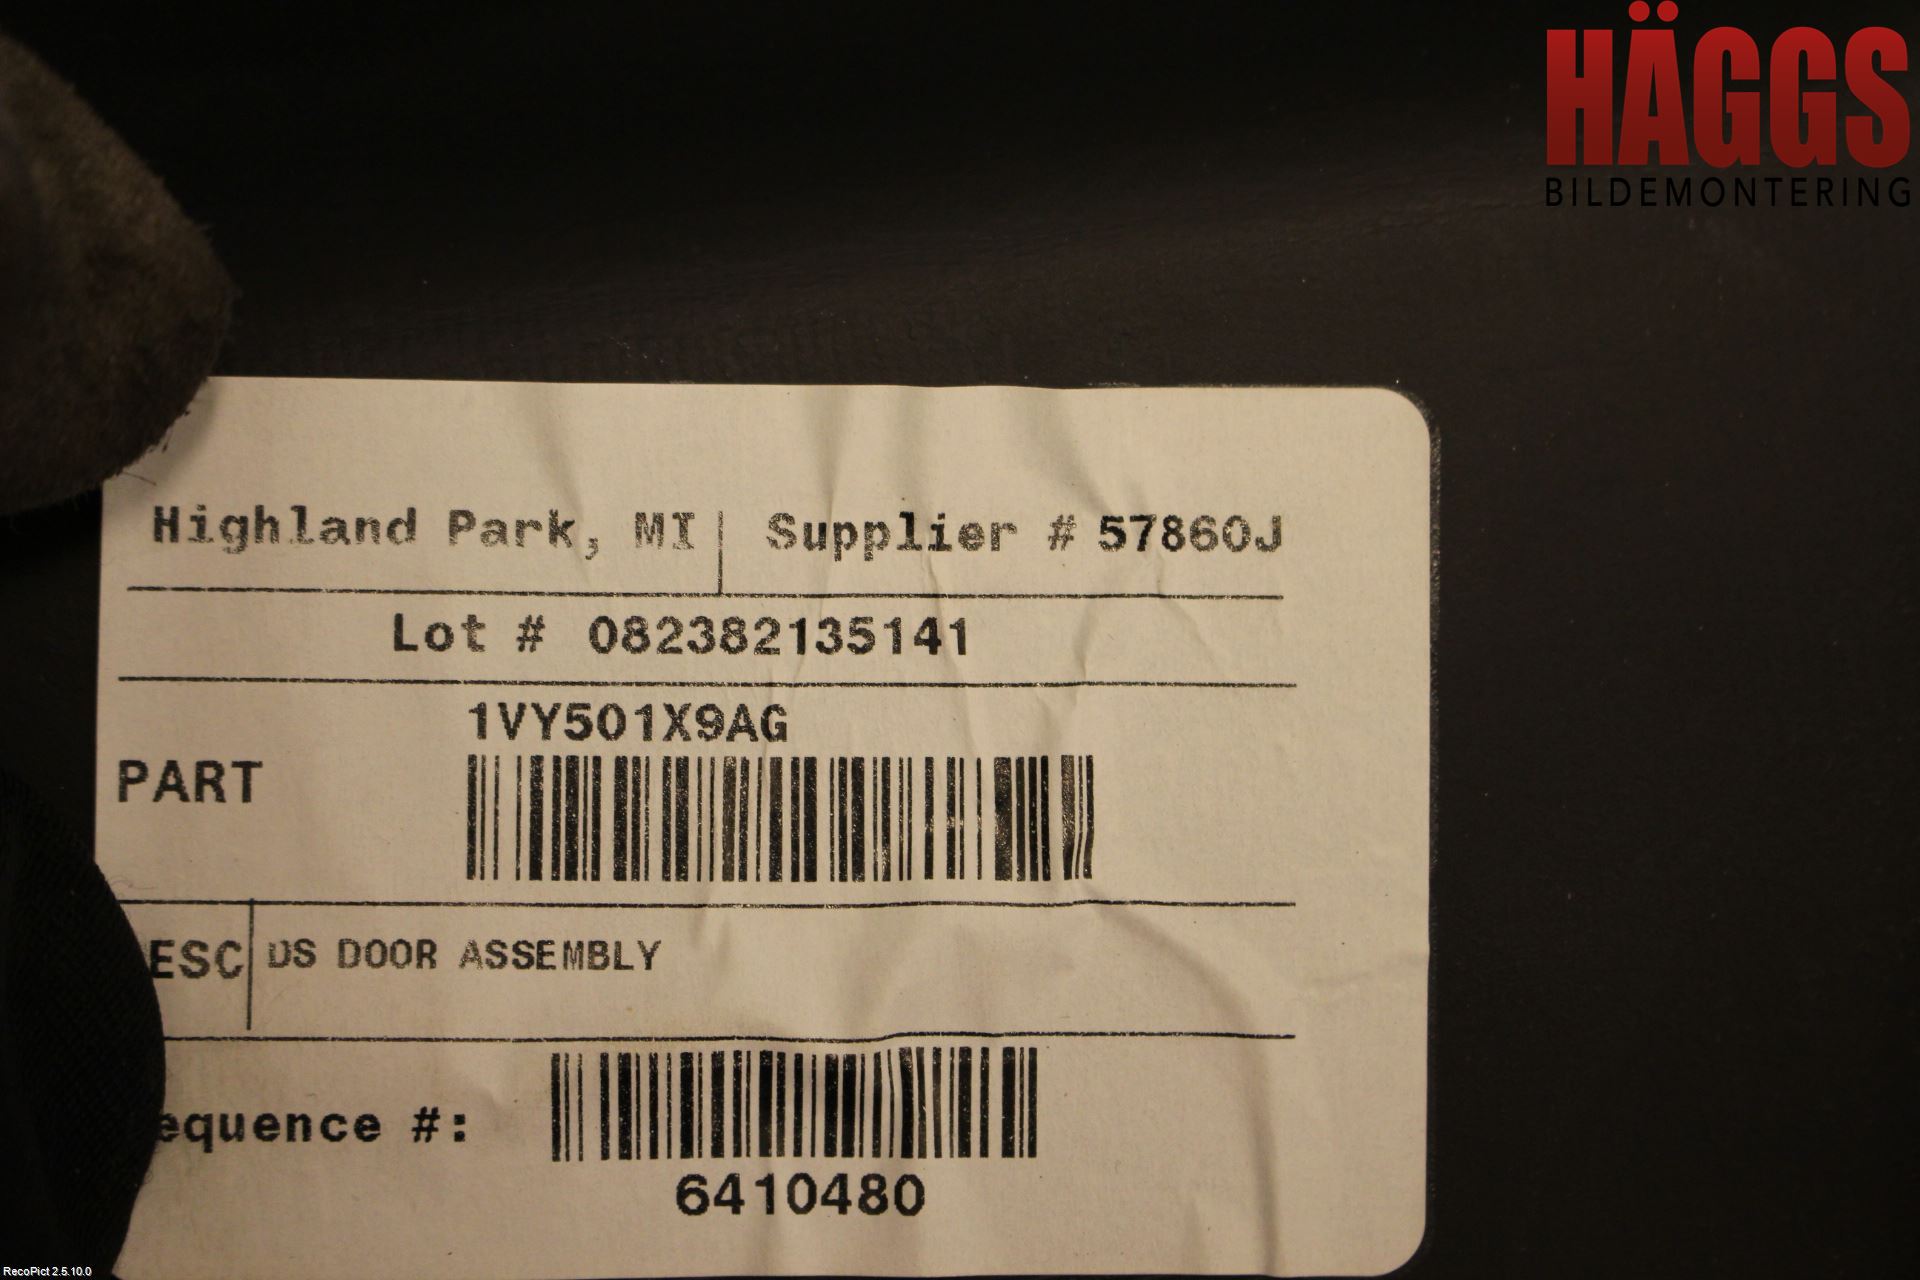 HÄGGS
BILDEMONTERING
Highland Park, MI Supplier # 57860J
Lot # 082382135141
1VY501X9AG
PART
ESC DS DOOR ASSEMBLY
equence #:
6410480
RecoPict 2.5.10.0